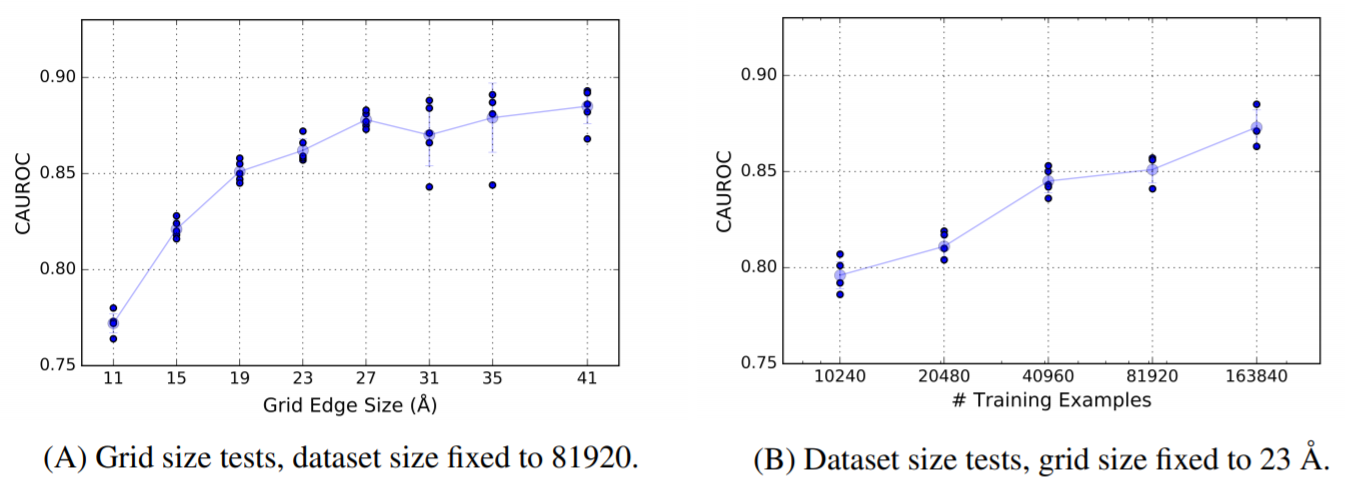 0.90
0.85
0.80
0.75
CAUROC
11 15 19 23 27 31 35 41
Grid Edge Size (Å)
(A) Grid size tests, dataset size fixed to 81920.
0.90
0.85
0.80
0.75
CAUROC
10240 20480 40960 81920 163840
# Training Examples
(B) Dataset size tests, grid size fixed to 23 Å.